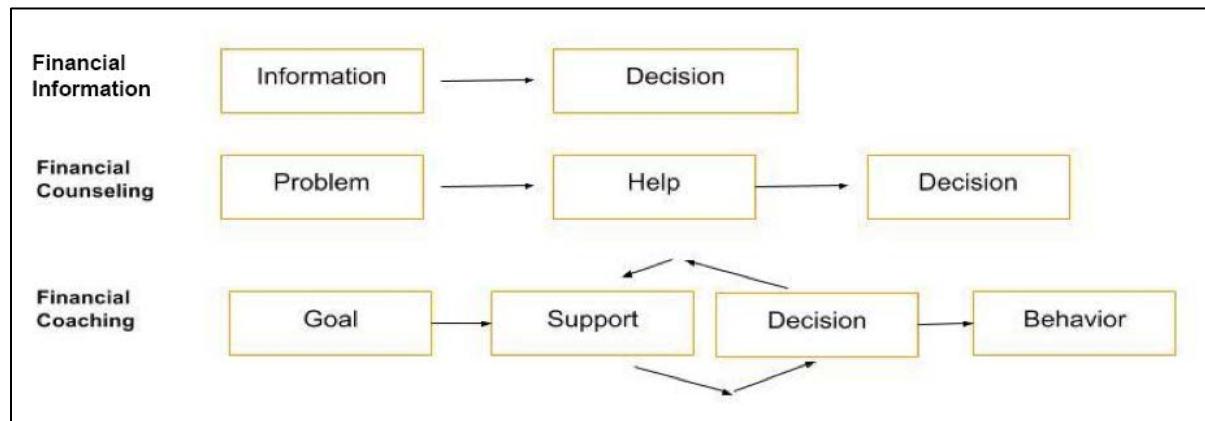 Financial
Information
Information
Decision
Financial
Counseling
Problem
Help
Decision
Financial
Coaching
Goal
Support
Decision
Behavior